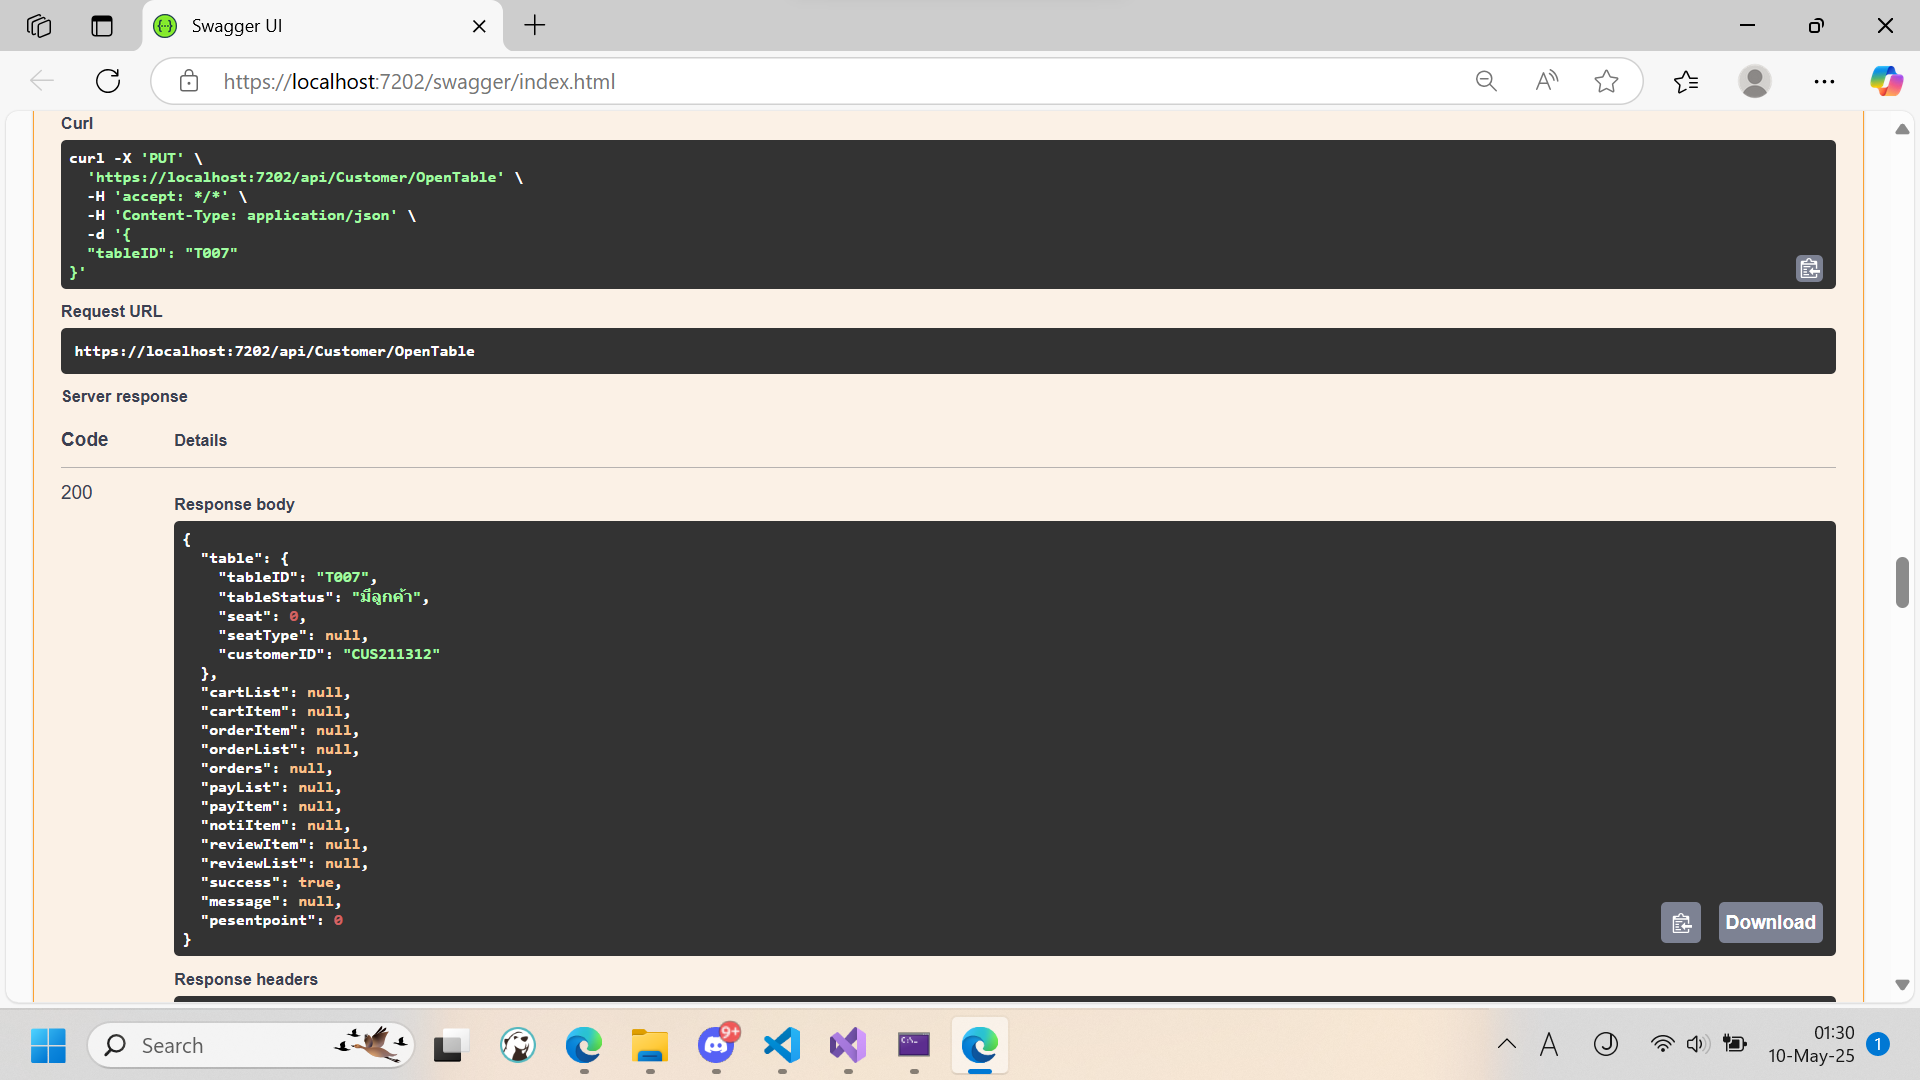 Swagger UI
https://localhost:7202/swagger/index.html
Curl
curl -X 'PUT' \
'https://localhost:7202/api/Customer/OpenTable' \
-H 'accept: */*' \
-H 'Content-Type: application/json' \
-d '{
"tableID": "T007"
}'
Request URL
https://localhost:7202/api/Customer/OpenTable
Server response
Code Details
200
Response body
{
"table": {
"tableID": "T007",
"tableStatus": "มีลูกค้า",
"seat": 0,
"seatType": null,
"customerID": "CUS211312"
},
"cartList": null,
"cartItem": null,
"orderItem": null,
"orderList": null,
"orders": null,
"payList": null,
"payItem": null,
"notiItem": null,
"reviewItem": null,
"reviewList": null,
"success": true,
"message": null,
"pesentpoint": 0
}
Download
Response headers
Search
9+
01:30
10-May-25
1